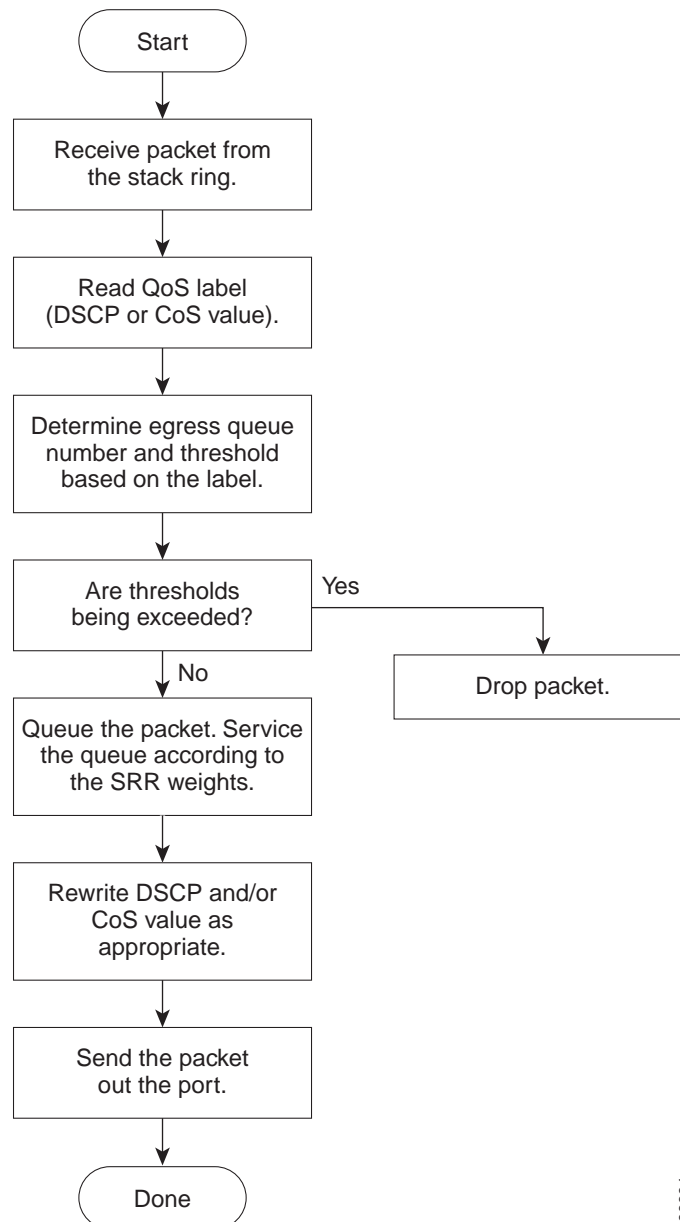 Start
Receive packet from
the stack ring.
Read QoS label
(DSCP or CoS value).
Determine egress queue
number and threshold
based on the label.
Are thresholds
being exceeded?
Yes
No
Drop packet.
Queue the packet. Service
the queue according to
the SRR weights.
Rewrite DSCP and/or
CoS value as
appropriate.
Send the packet
out the port.
Done